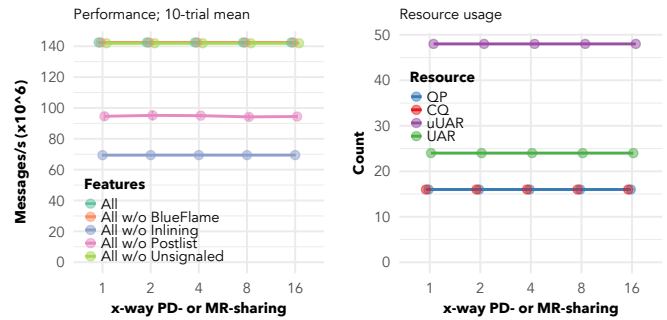 Performance; 10-trial mean
Messages/s (x10^6)
140
120
100
80
60
40
20
0
Features
All
All w/o BlueFlame
All w/o Inlining
All w/o Postlist
All w/o Unsignaled
1 2 4 8 16
x-way PD- or MR-sharing
Resource usage
Count
50
40
30
20
10
0
Resource
QP
CQ
uUAR
UAR
1 2 4 8 16
x-way PD- or MR-sharing